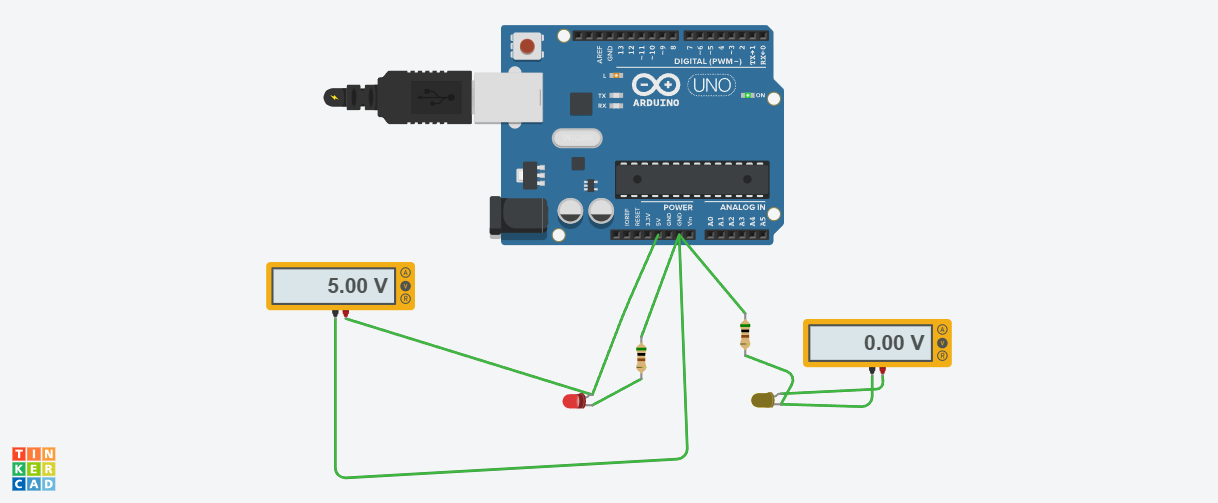 AREF
GND
13
12
~11
~10
~9
8
7
~6
~5
4
~3
2
TX→1
RX←0
DIGITAL (PWM~)
L
TX
RX
ARDUINO
UNO
ON
POWER
ANALOG IN
IOREF
RESET
3.3V
5V
GND
GND
Vin
A0
A1
A2
A3
A4
A5
5.00 V
A
V
R
0.00 V
A
V
R
TIN
KER
CAD